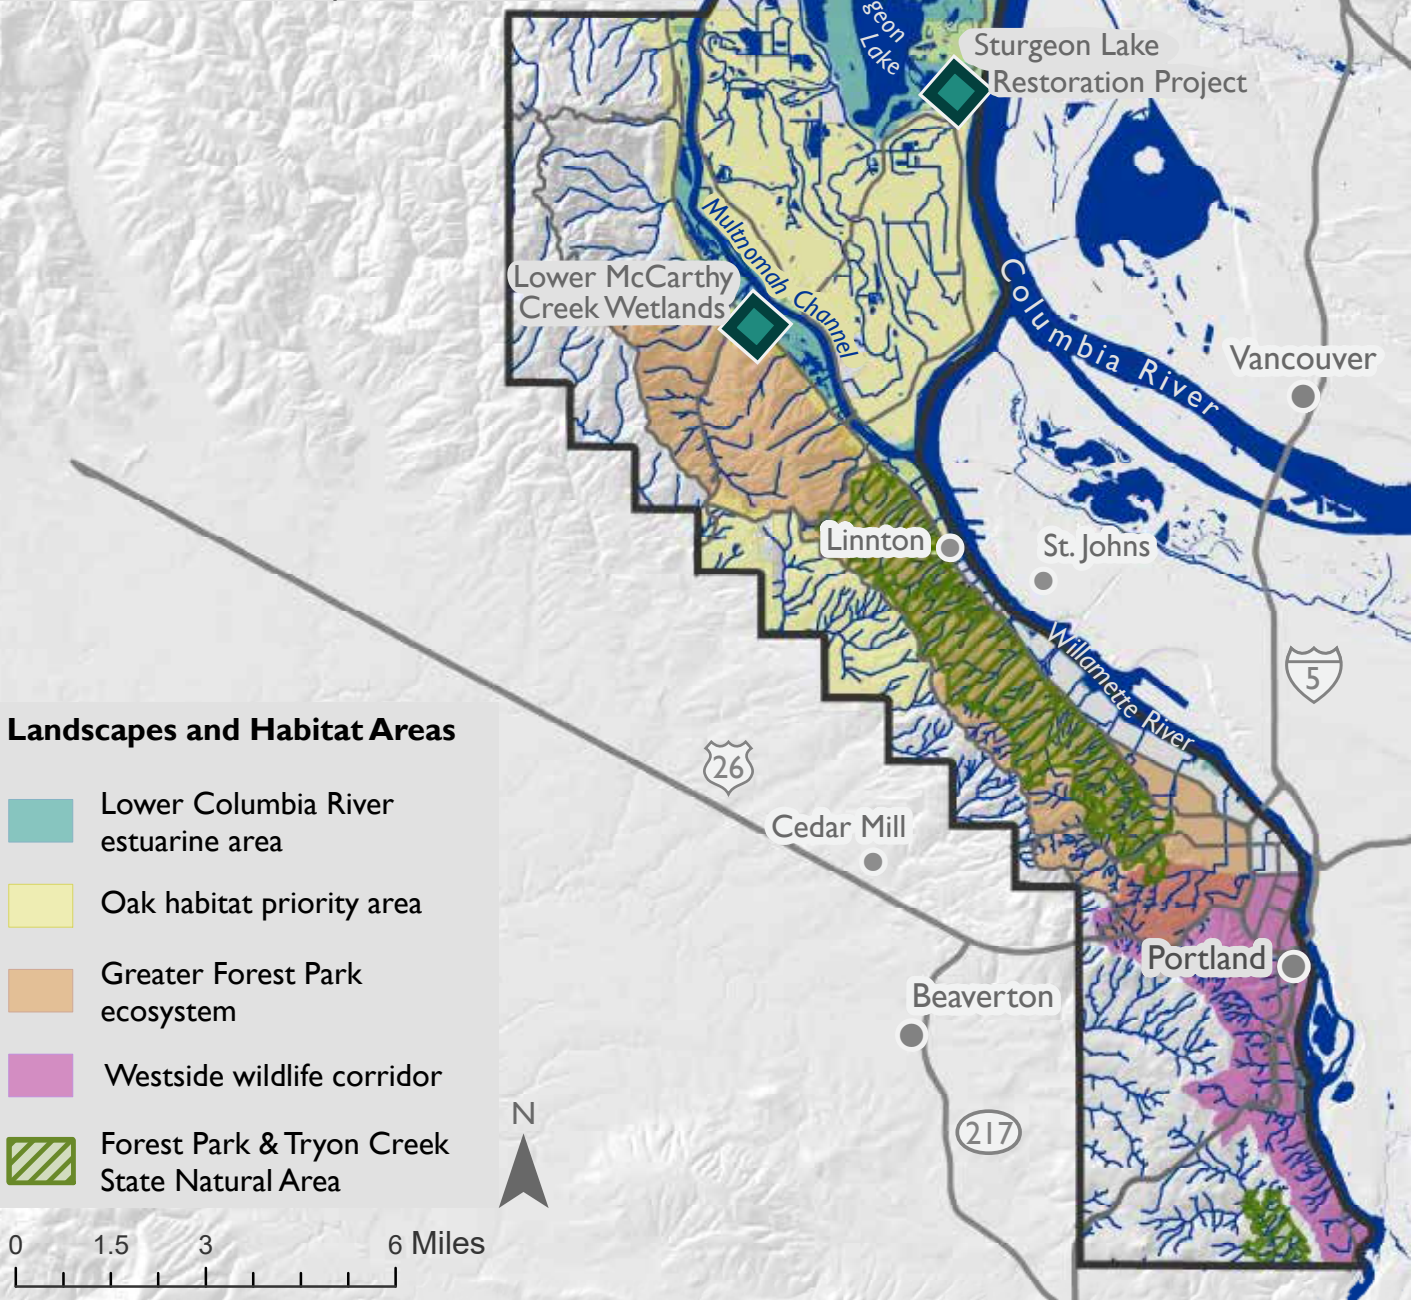 geon
Lake
Sturgeon Lake
Restoration Project
Multnomah Channel
Lower McCarthy
Creek Wetlands
Columbia River
Vancouver
Linnton
St. Johns
Willamette River
5
26
Cedar Mill
Portland
Beaverton
217
Landscapes and Habitat Areas
Lower Columbia River
estuarine area
Oak habitat priority area
Greater Forest Park
ecosystem
Westside wildlife corridor
Forest Park & Tryon Creek
State Natural Area
N
0 1.5 3 6 Miles